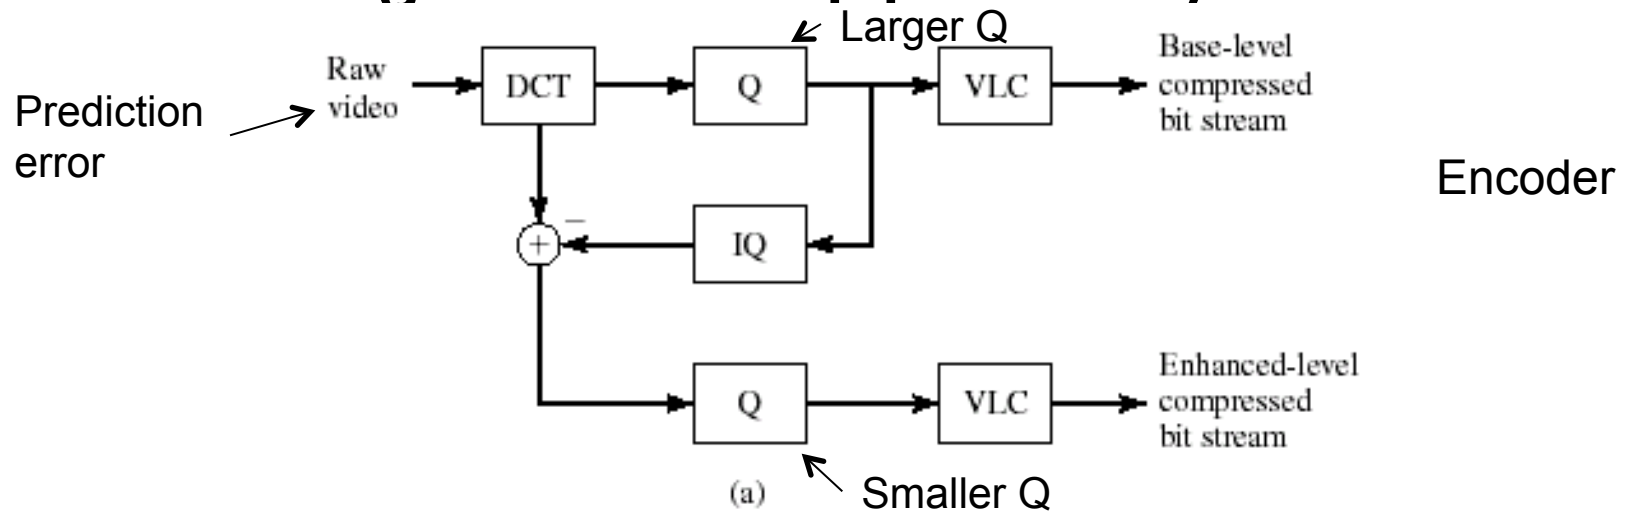 Larger Q
Raw
video
DCT
Q
VLC
Base-level
compressed
bit stream
Prediction
error
Encoder
−
+
IQ
Q
VLC
Enhanced-level
compressed
bit stream
(a)
Smaller Q